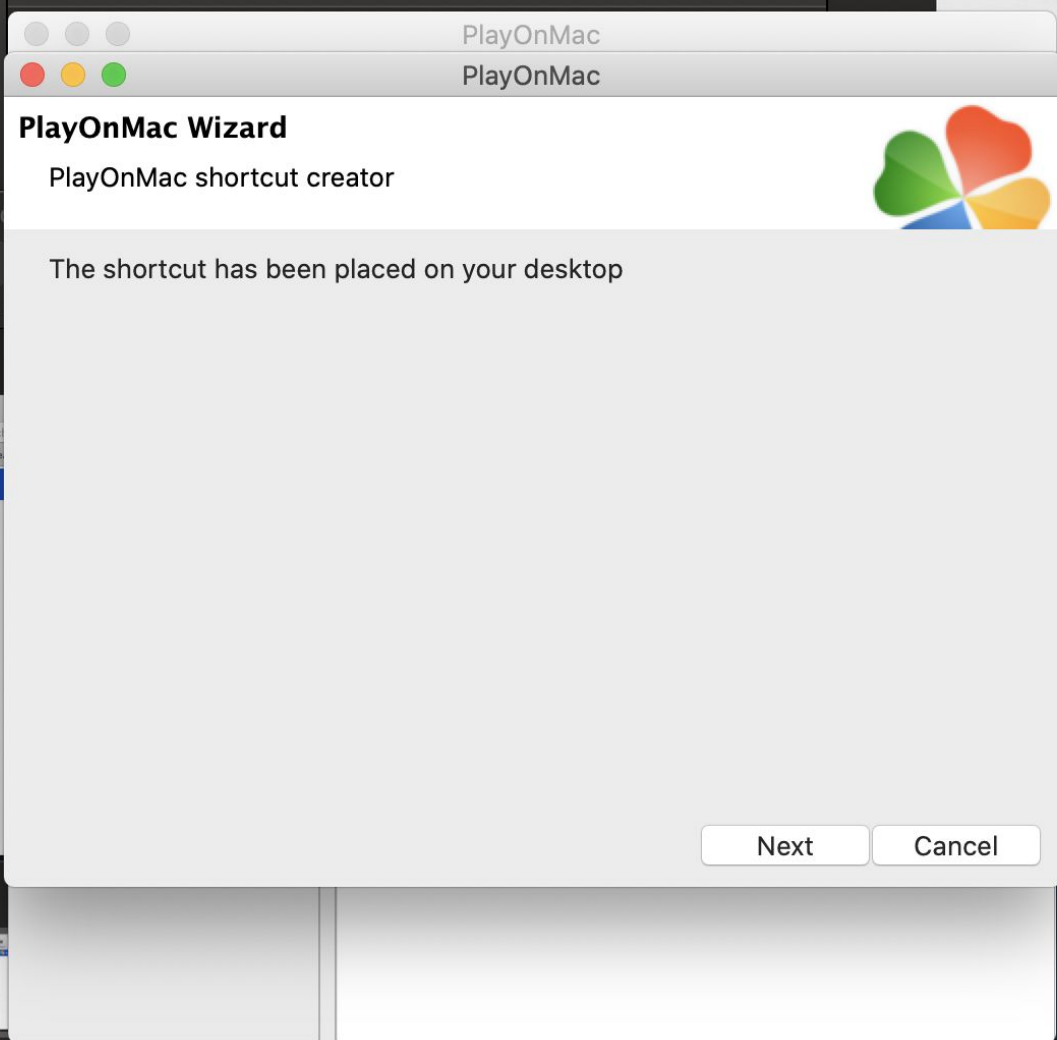 PlayOnMac
PlayOnMac
PlayOnMac Wizard
PlayOnMac shortcut creator
The shortcut has been placed on your desktop
Next
Cancel